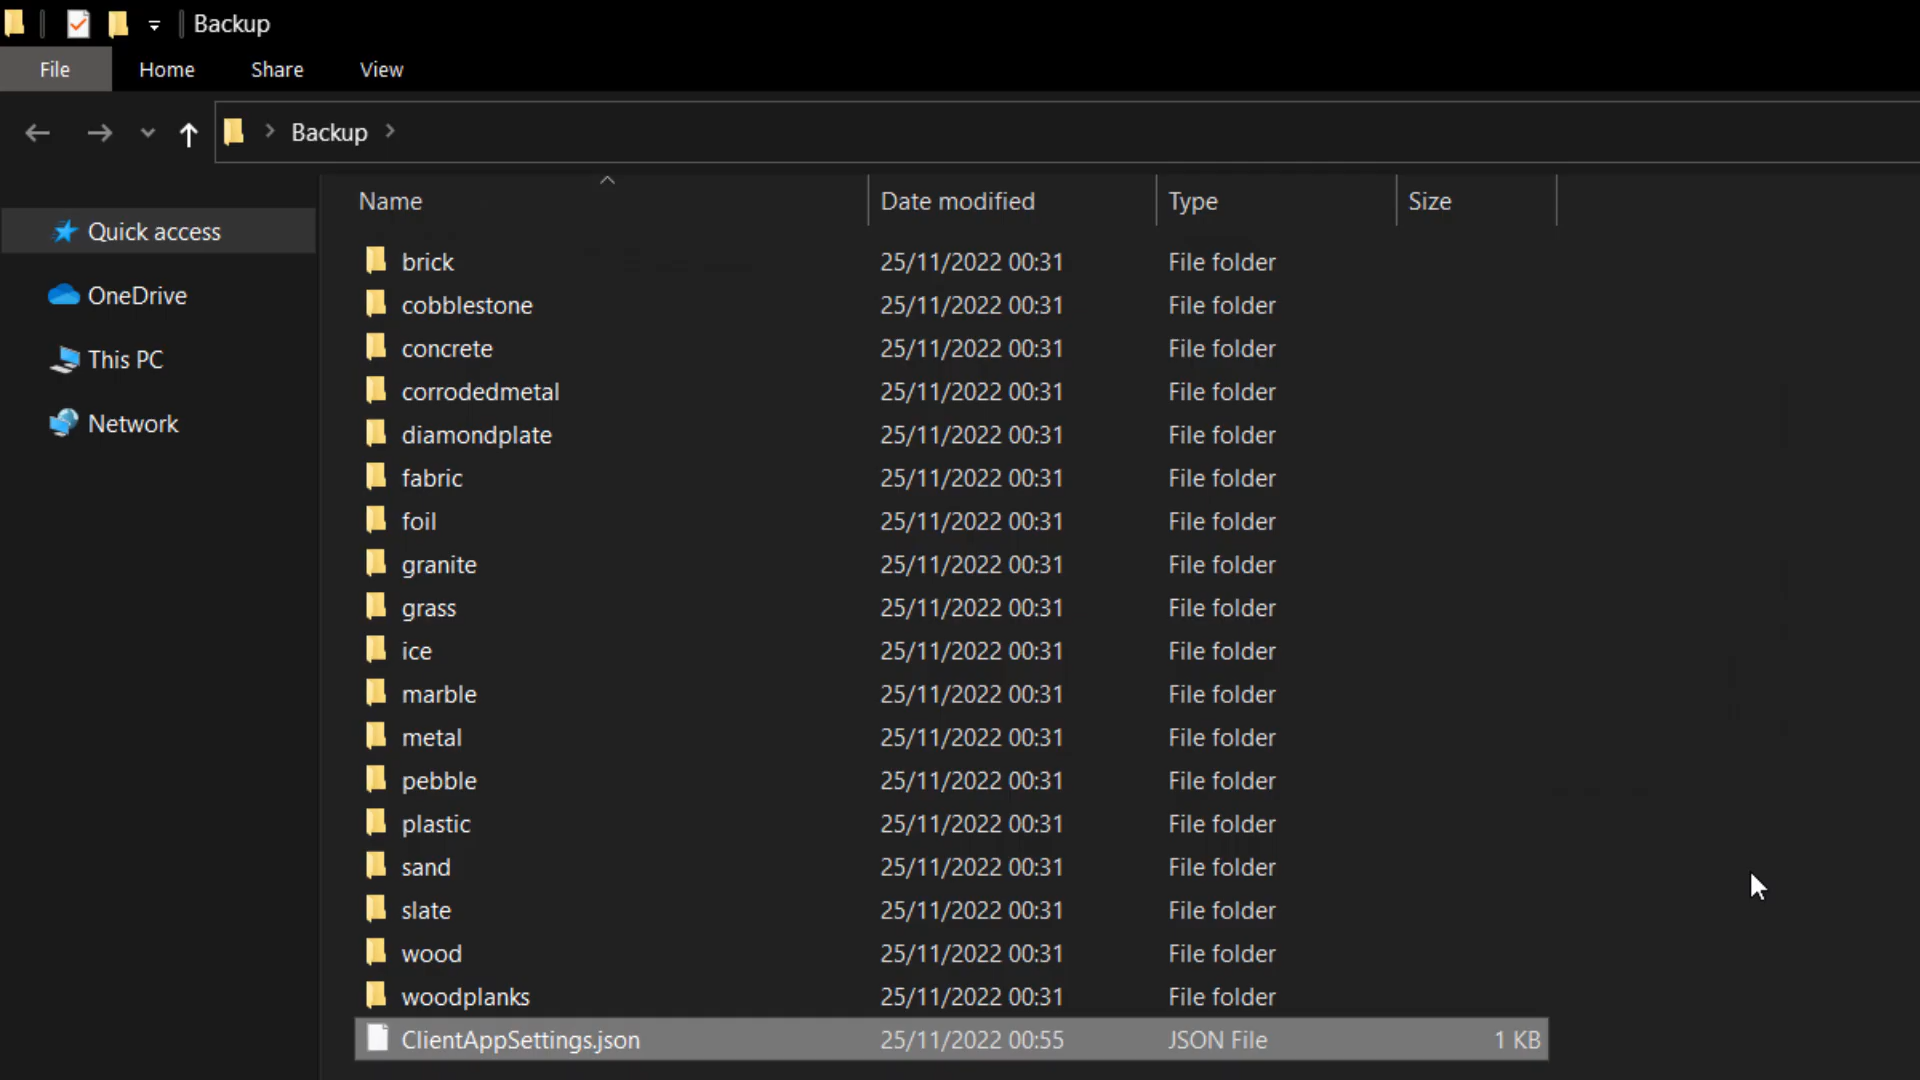 Backup
File Home Share View
Backup
Name Date modified Type Size
Quick access
OneDrive
This PC
Network
brick 25/11/2022 00:31 File folder
cobblestone 25/11/2022 00:31 File folder
concrete 25/11/2022 00:31 File folder
corrodedmetal 25/11/2022 00:31 File folder
diamondplate 25/11/2022 00:31 File folder
fabric 25/11/2022 00:31 File folder
foil 25/11/2022 00:31 File folder
granite 25/11/2022 00:31 File folder
grass 25/11/2022 00:31 File folder
ice 25/11/2022 00:31 File folder
marble 25/11/2022 00:31 File folder
metal 25/11/2022 00:31 File folder
pebble 25/11/2022 00:31 File folder
plastic 25/11/2022 00:31 File folder
sand 25/11/2022 00:31 File folder
slate 25/11/2022 00:31 File folder
wood 25/11/2022 00:31 File folder
woodplanks 25/11/2022 00:31 File folder
ClientAppSettings.json 25/11/2022 00:55 JSON File 1 KB